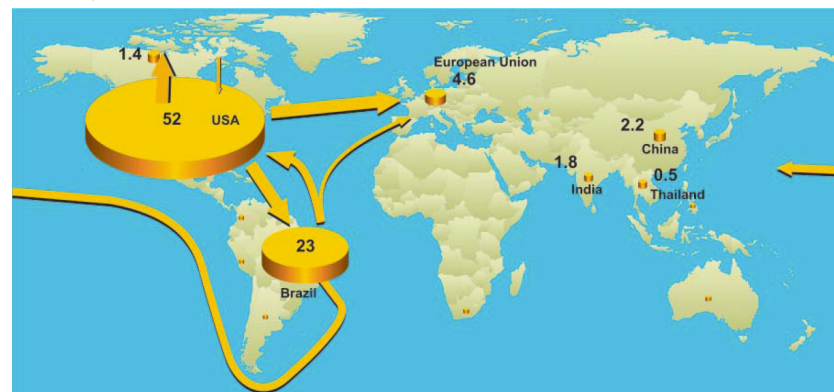 1.4
52
USA
European Union
4.6
2.2
China
1.8
India
0.5
Thailand
23
Brazil